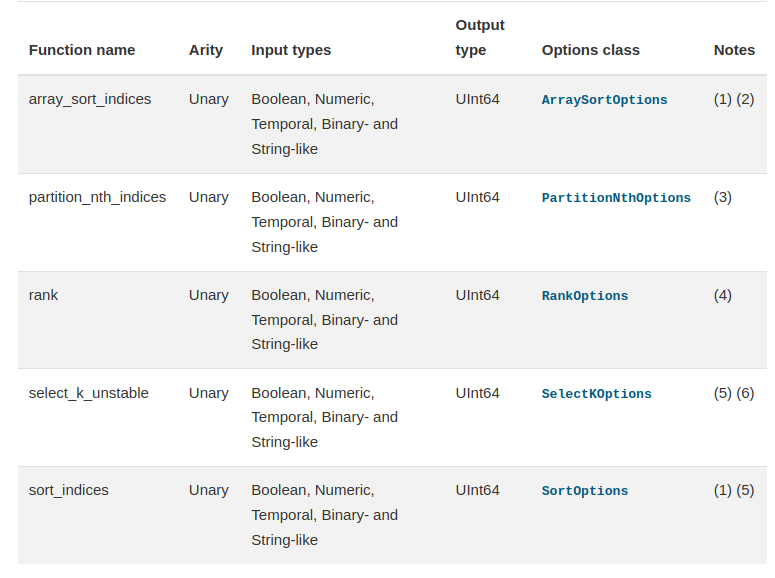 Function name Arity Input types Output type Options class Notes
array_sort_indices Unary Boolean, Numeric, UInt64 ArraySortOptions (1) (2)
Temporal, Binary- and
String-like
partition_nth_indices Unary Boolean, Numeric, UInt64 PartitionNthOptions (3)
Temporal, Binary- and
String-like
rank Unary Boolean, Numeric, UInt64 RankOptions (4)
Temporal, Binary- and
String-like
select_k_unstable Unary Boolean, Numeric, UInt64 SelectKOptions (5) (6)
Temporal, Binary- and
String-like
sort_indices Unary Boolean, Numeric, UInt64 SortOptions (1) (5)
Temporal, Binary- and
String-like